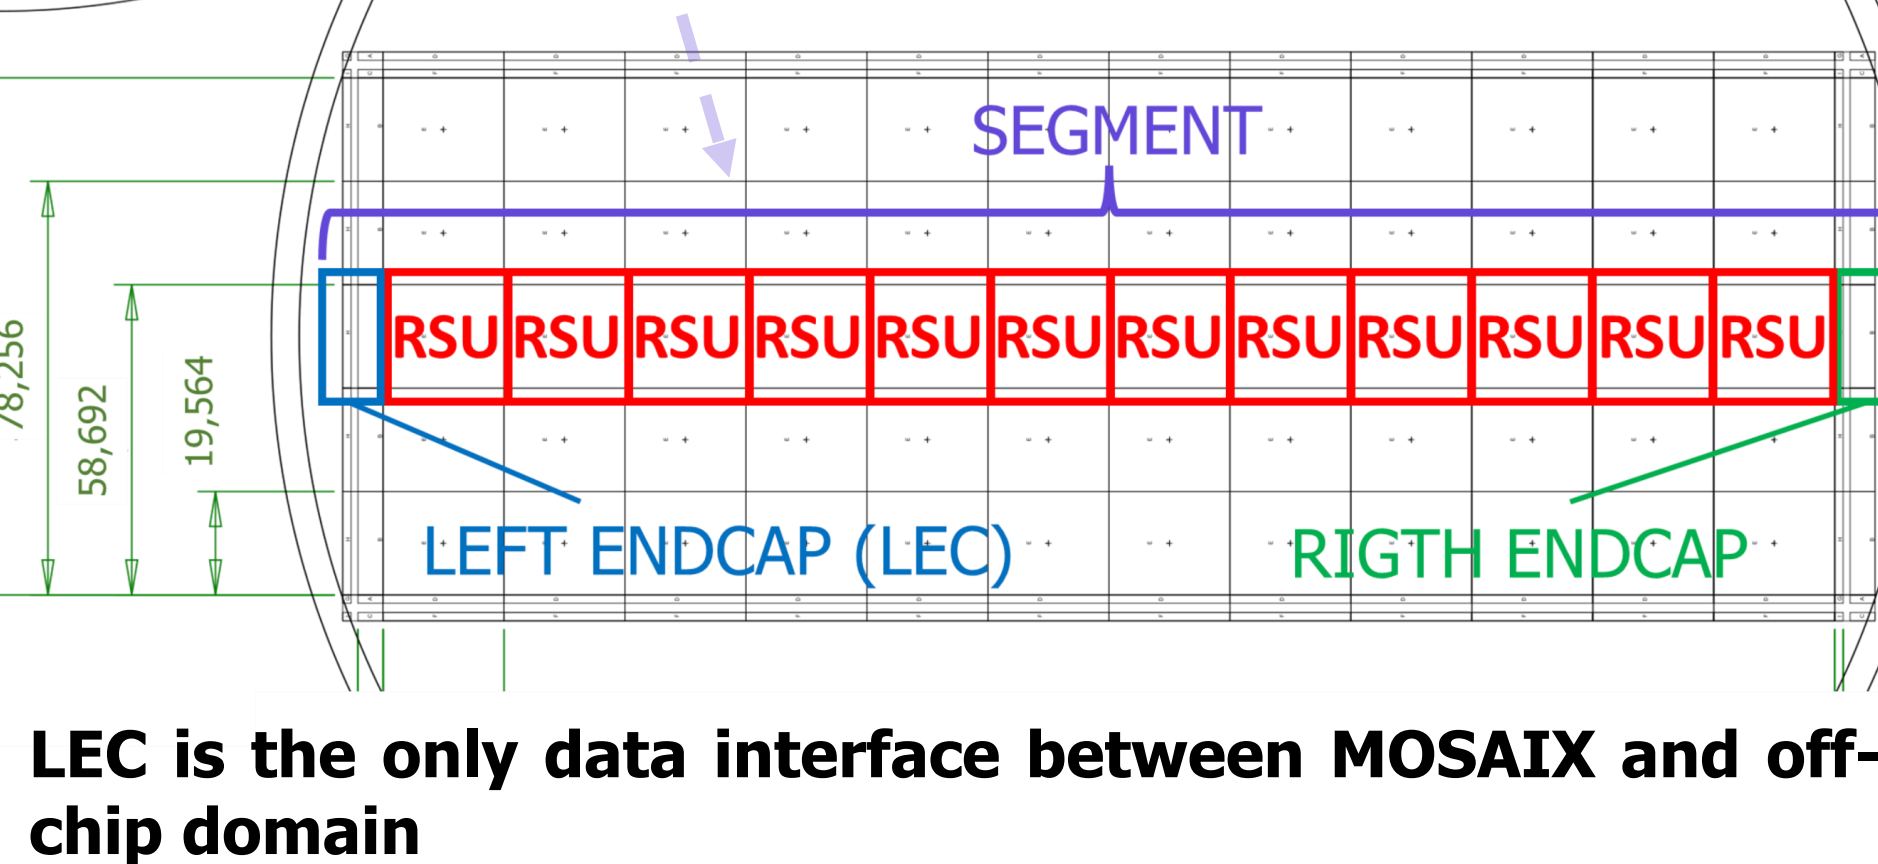 SEGMENT
RSU RSU RSU RSU RSU RSU RSU RSU RSU RSU RSU RSU
78,256
58,692
19,564
LEFT ENDCAP (LEC)
RIGTH ENDCAP
LEC is the only data interface between MOSAIX and off-
chip domain